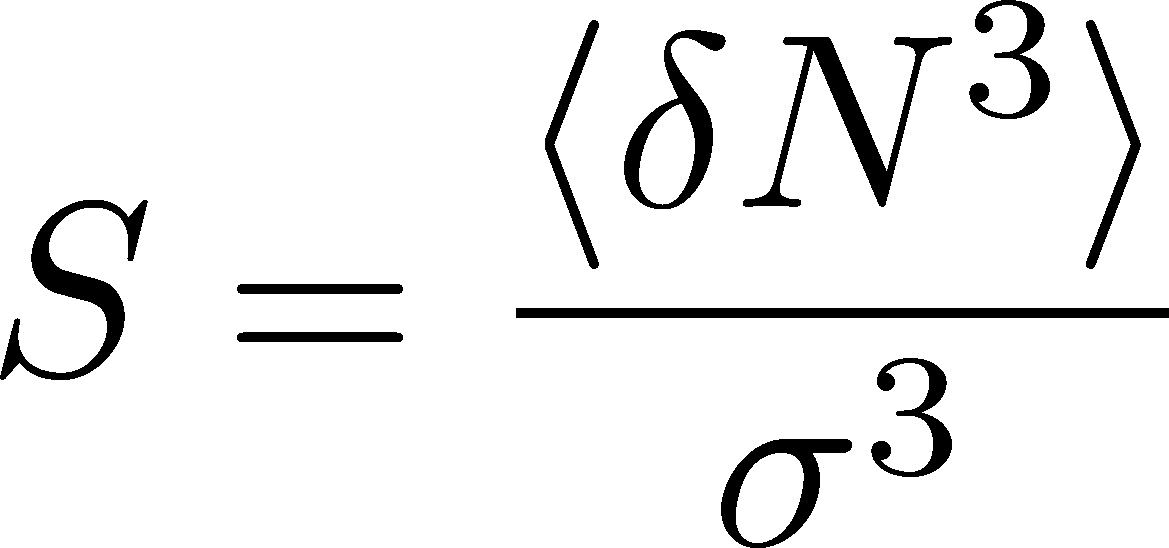 S = ⟨δN³⟩ / σ³